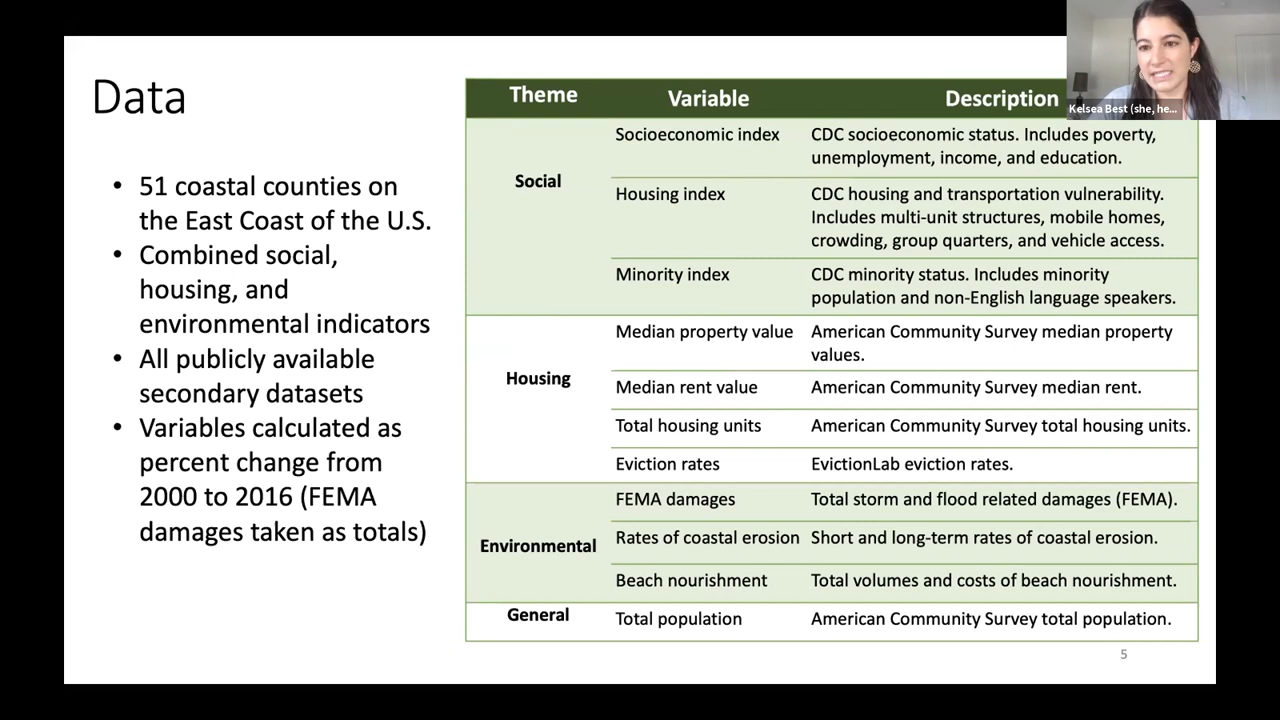 Data
• 51 coastal counties on
the East Coast of the U.S.
• Combined social,
housing, and
environmental indicators
• All publicly available
secondary datasets
• Variables calculated as
percent change from
2000 to 2016 (FEMA
damages taken as totals)
Theme Variable Description
Social
Socioeconomic index CDC socioeconomic status. Includes poverty,
unemployment, income, and education.
Housing index CDC housing and transportation vulnerability.
Includes multi-unit structures, mobile homes,
crowding, group quarters, and vehicle access.
Minority index CDC minority status. Includes minority
population and non-English language speakers.
Housing
Median property value American Community Survey median property
values.
Median rent value American Community Survey median rent.
Total housing units American Community Survey total housing units.
Eviction rates EvictionLab eviction rates.
Environmental
FEMA damages Total storm and flood related damages (FEMA).
Rates of coastal erosion Short and long-term rates of coastal erosion.
Beach nourishment Total volumes and costs of beach nourishment.
General Total population American Community Survey total population.
5
Kelsea Best (she, he...